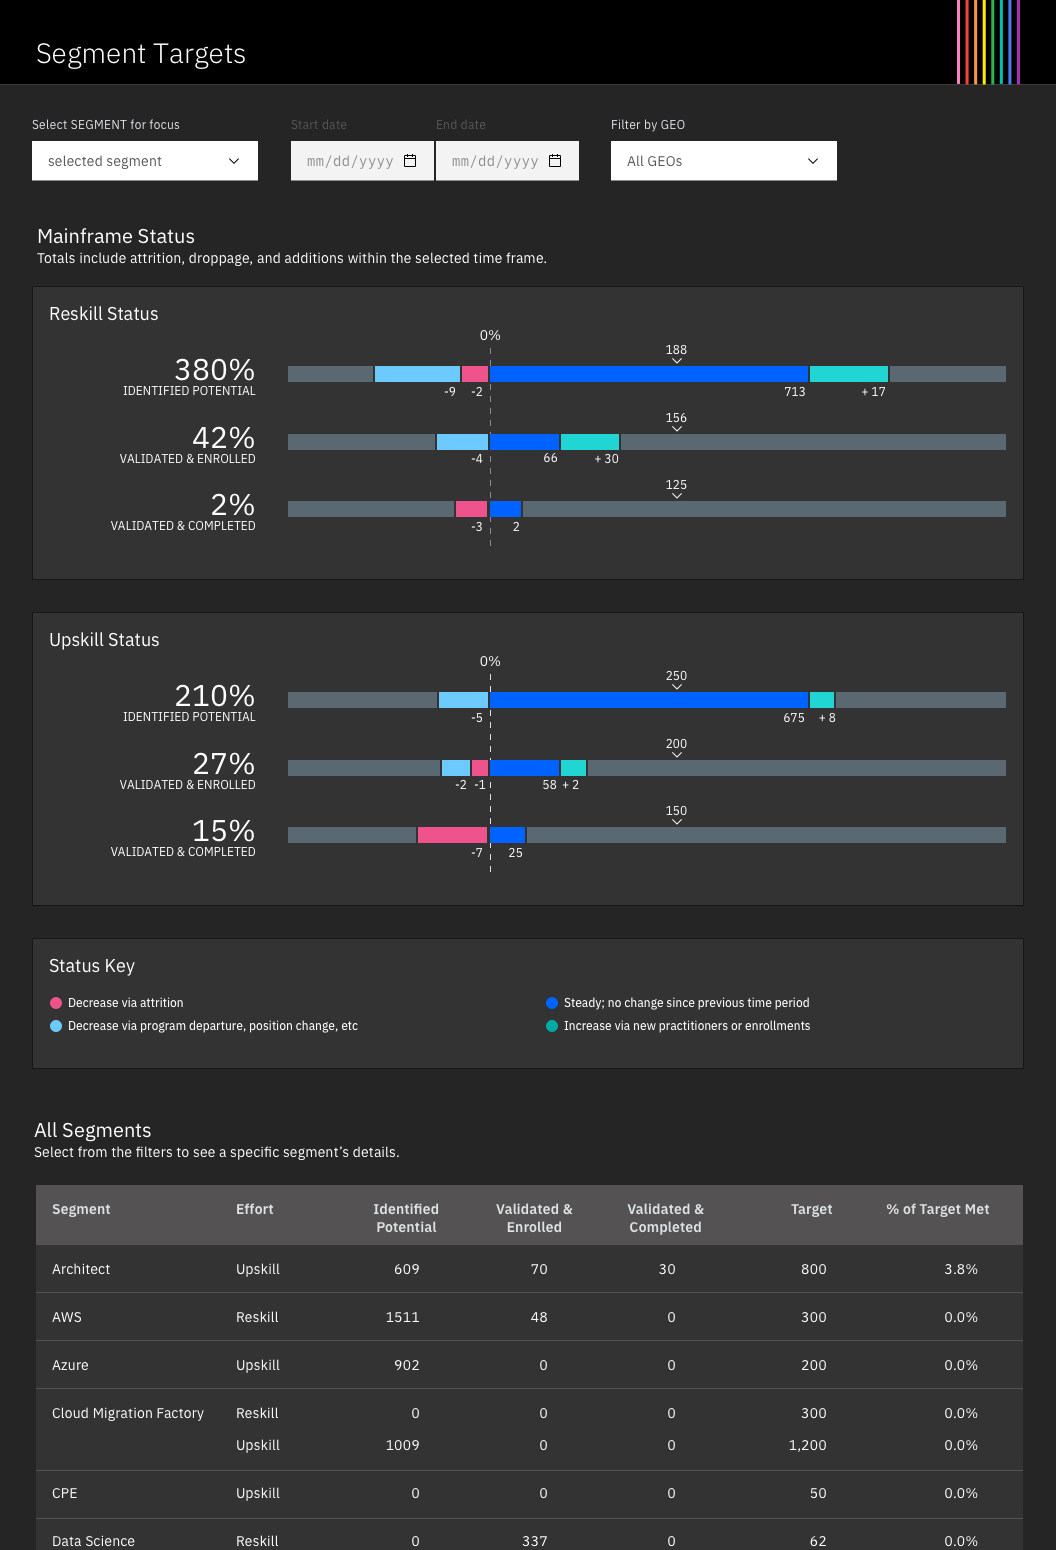 Segment Targets
Select SEGMENT for focus
Start date
End date
Filter by GEO
selected segment
mm/dd/yyyy
mm/dd/yyyy
All GEOs
Mainframe Status
Totals include attrition, droppage, and additions within the selected time frame.
Reskill Status
0%
188
380%
IDENTIFIED POTENTIAL
-9 -2 713 + 17
156
42%
VALIDATED & ENROLLED
-4 66 + 30
125
2%
VALIDATED & COMPLETED
-3 2
Upskill Status
0%
250
210%
IDENTIFIED POTENTIAL
-5 675 + 8
200
27%
VALIDATED & ENROLLED
-2 -1 58 + 2
150
15%
VALIDATED & COMPLETED
-7 25
Status Key
Decrease via attrition
Steady; no change since previous time period
Decrease via program departure, position change, etc
Increase via new practitioners or enrollments
All Segments
Select from the filters to see a specific segment's details.
Segment Effort Identified Potential Validated & Enrolled Validated & Completed Target % of Target Met
Architect Upskill 609 70 30 800 3.8%
AWS Reskill 1511 48 0 300 0.0%
Azure Upskill 902 0 0 200 0.0%
Cloud Migration Factory Reskill 0 0 0 300 0.0%
Upskill 1009 0 0 1,200 0.0%
CPE Upskill 0 0 0 50 0.0%
Data Science Reskill 0 337 0 62 0.0%